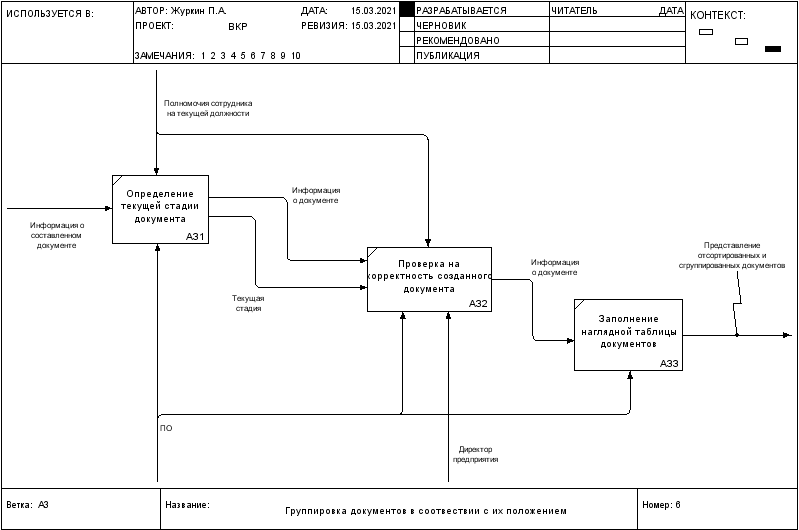 ИСПОЛЬЗУЕТСЯ В:
АВТОР: Журкин П.А.
ДАТА: 15.03.2021
ПРОЕКТ: ВКР
РЕВИЗИЯ: 15.03.2021
ЗАМЕЧАНИЯ: 1 2 3 4 5 6 7 8 9 10
РАЗРАБАТЫВАЕТСЯ
ЧЕРНОВИК
РЕКОМЕНДОВАНО
ПУБЛИКАЦИЯ
ЧИТАТЕЛЬ
ДАТА
КОНТЕКСТ:
Полномочия сотрудника
на текущей должности
Определение
текущей стадии
документа
А31
Информация о
составленном
документе
Информация
о документе
Текущая
стадия
Проверка на
корректность созданного
документа
А32
Информация
о документе
Представление
отсортированных и
сгруппированных документов
Заполнение
наглядной таблицы
документов
А33
ПО
Директор
предприятия
Ветка: А3
Название:
Группировка документов в соотвествии с их положением
Номер: 6